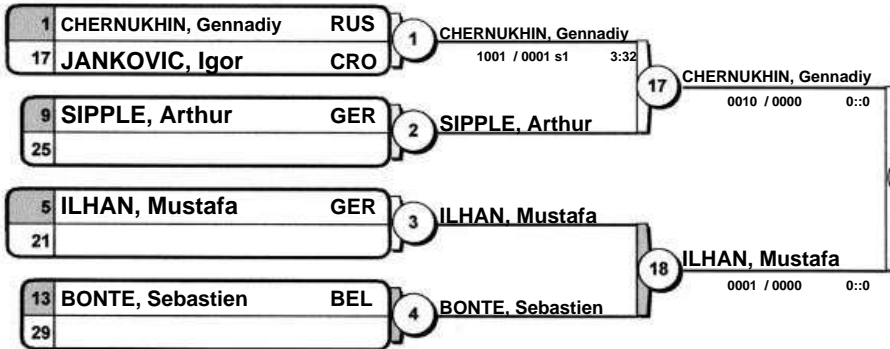 1 CHERNUKHIN, Gennadiy RUS
17 JANKOVIC, Igor CRO
1
CHERNUKHIN, Gennadiy
1001 / 0001 s1 3:32
9 SIPPLE, Arthur GER
25
2
SIPPLE, Arthur
17
CHERNUKHIN, Gennadiy
0010 / 0000 0::0
5 ILHAN, Mustafa GER
21
3
ILHAN, Mustafa
13 BONTE, Sebastien BEL
29
4
BONTE, Sebastien
18
ILHAN, Mustafa
0001 / 0000 0::0